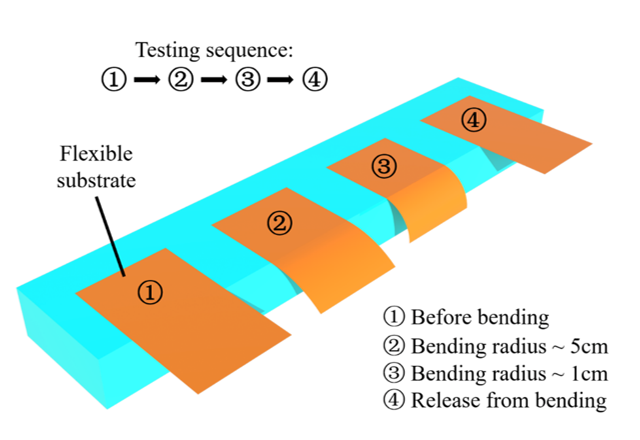 Testing sequence:
① → ② → ③ → ④
Flexible
substrate
④
③
②
①
① Before bending
② Bending radius ~ 5cm
③ Bending radius ~ 1cm
④ Release from bending